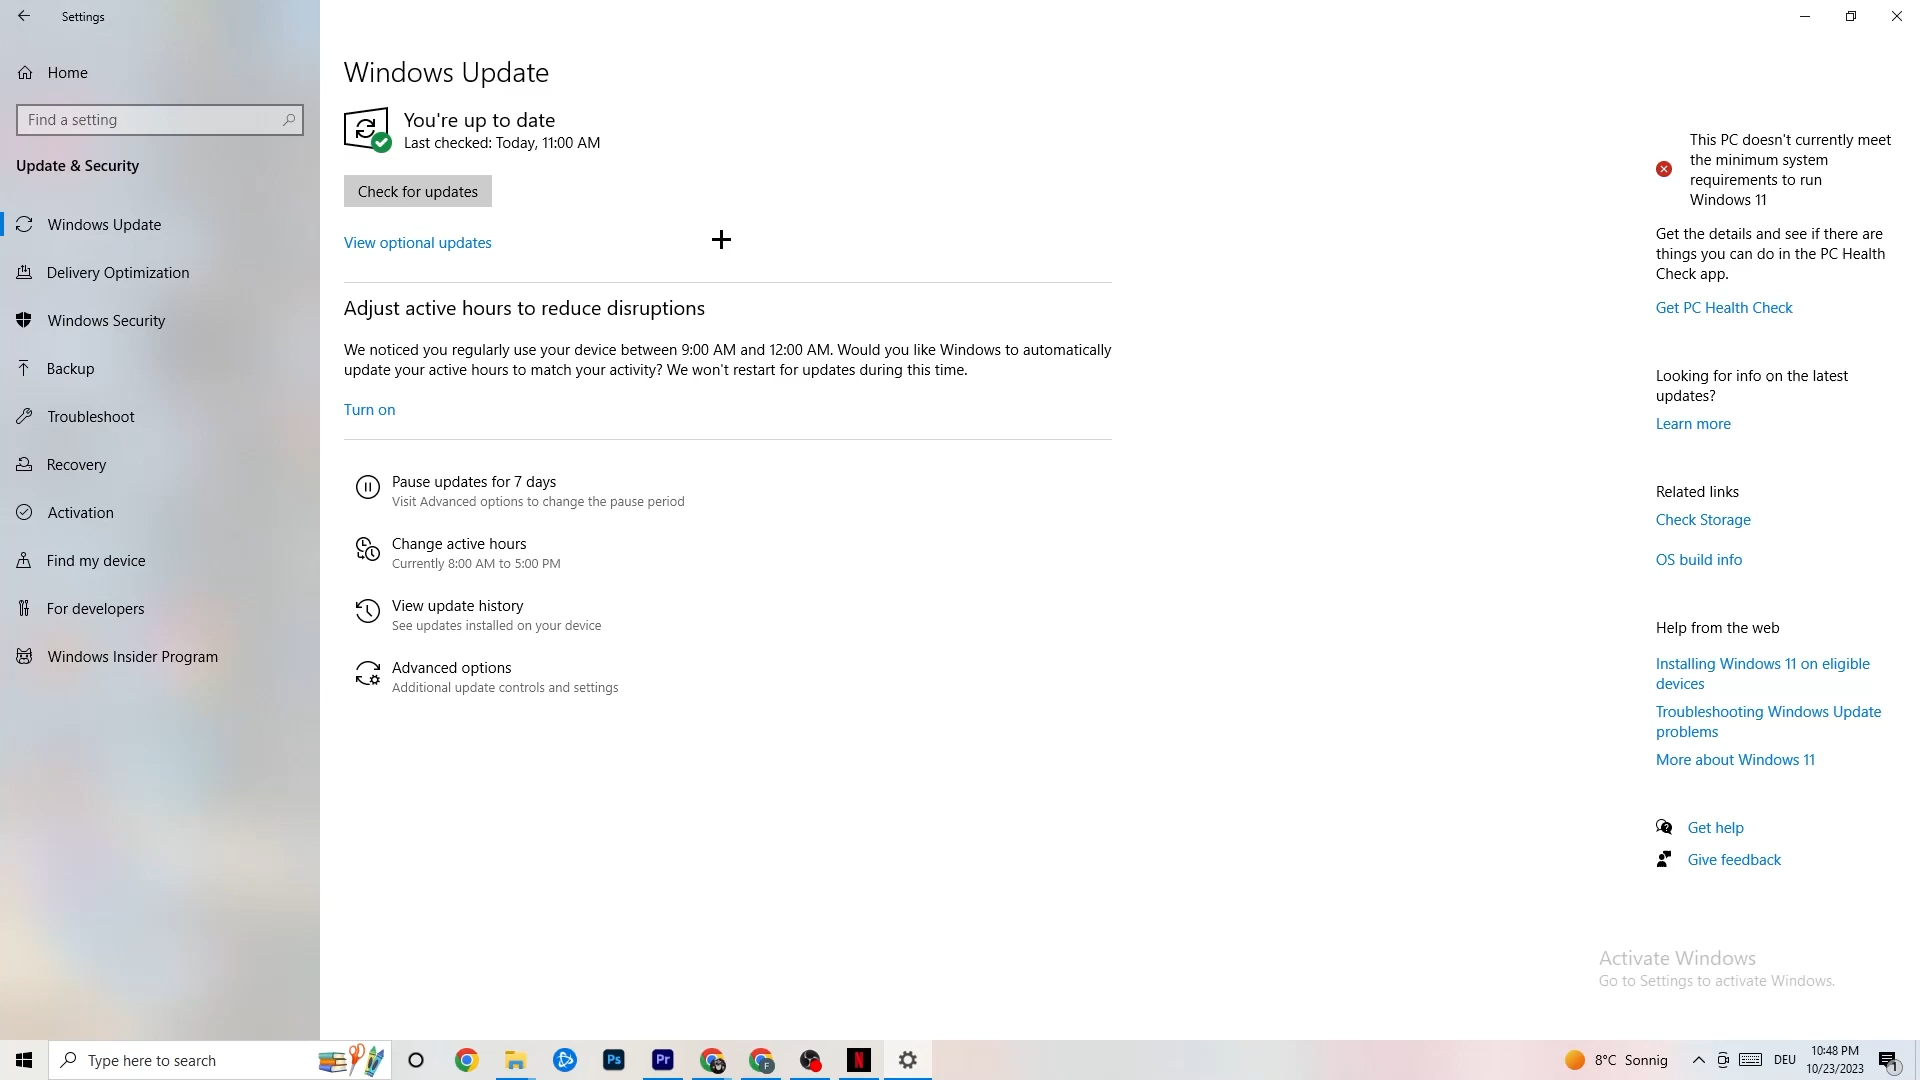 Settings
Home
Find a setting
Update & Security
Windows Update
Delivery Optimization
Windows Security
Backup
Troubleshoot
Recovery
Activation
Find my device
For developers
Windows Insider Program
Windows Update
You're up to date
Last checked: Today, 11:00 AM
Check for updates
View optional updates
Adjust active hours to reduce disruptions
We noticed you regularly use your device between 9:00 AM and 12:00 AM. Would you like Windows to automatically
update your active hours to match your activity? We won't restart for updates during this time.
Turn on
Pause updates for 7 days
Visit Advanced options to change the pause period
Change active hours
Currently 8:00 AM to 5:00 PM
View update history
See updates installed on your device
Advanced options
Additional update controls and settings
This PC doesn't currently meet
the minimum system
requirements to run
Windows 11
Get the details and see if there are
things you can do in the PC Health
Check app.
Get PC Health Check
Looking for info on the latest
updates?
Learn more
Related links
Check Storage
OS build info
Help from the web
Installing Windows 11 on eligible
devices
Troubleshooting Windows Update
problems
More about Windows 11
Get help
Give feedback
Activate Windows
Go to Settings to activate Windows.
Type here to search
Ps
Pr
F
N
8°C Sonnig
DEU
10:48 PM
10/23/2023
1